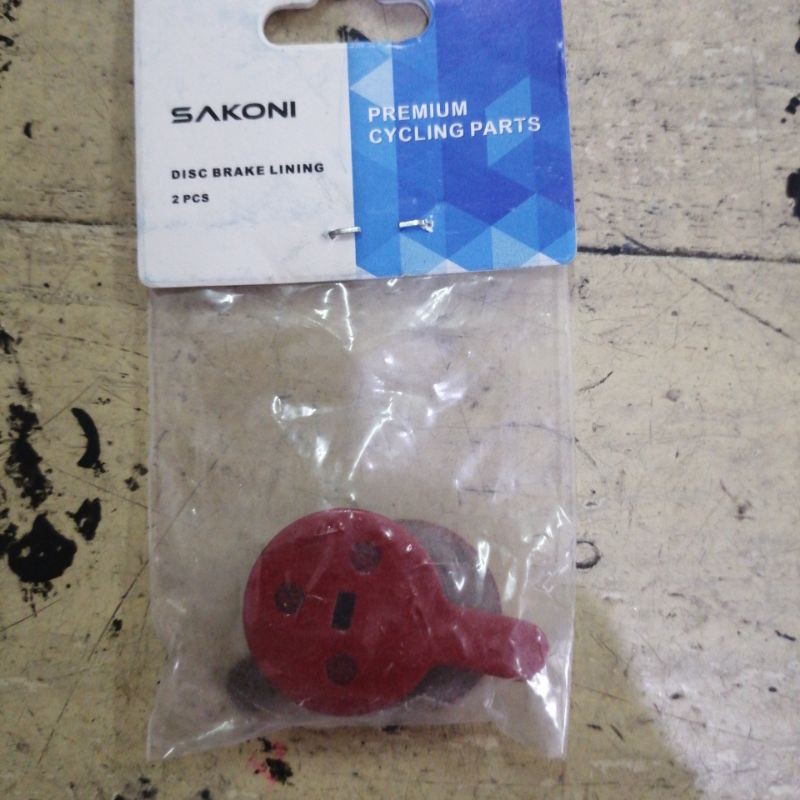 SAKONI
DISC BRAKE LINING
2 PCS
PREMIUM
CYCLING PARTS